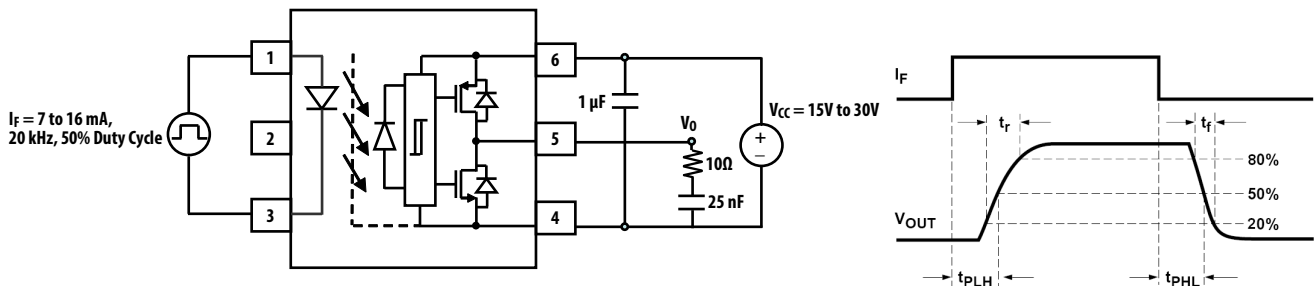 1
6
I_F = 7 to 16 mA,
20 kHz, 50% Duty Cycle
2
1 µF
V_CC = 15V to 30V
+
−
V_O
5
10Ω
25 nF
3
4
I_F
t_r
t_f
80%
50%
V_OUT
20%
t_PLH
t_PHL